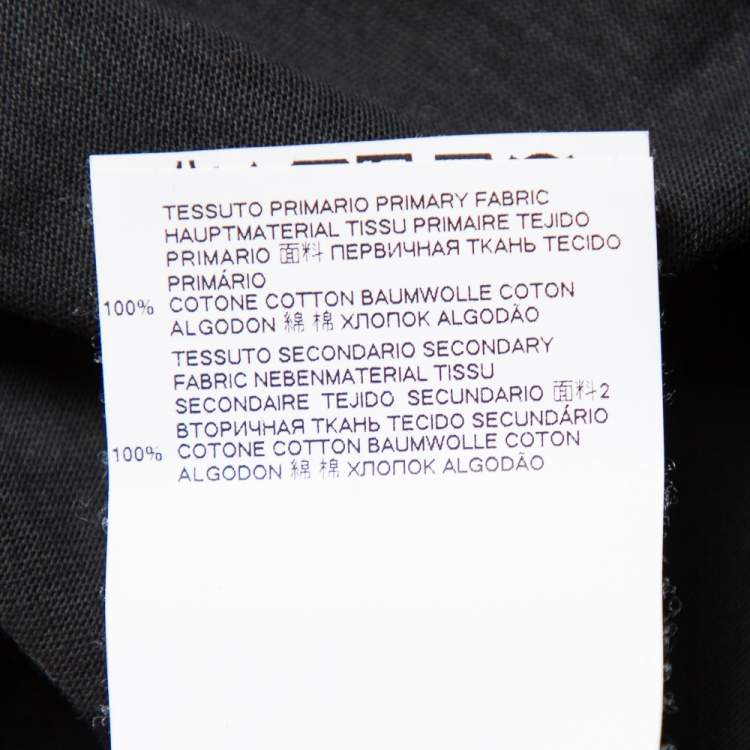 TESSUTO PRIMARIO PRIMARY FABRIC
HAUPTMATERIAL TISSU PRIMAIRE TEJIDO
PRIMARIO 面料 ПЕРВИЧНАЯ ТКАНЬ TECIDO
PRIMÁRIO
100% COTONE COTTON BAUMWOLLE COTON
ALGODON 綿 棉 ХЛОПОК ALGODÃO
TESSUTO SECONDARIO SECONDARY
FABRIC NEBENMATERIAL TISSU
SECONDAIRE TEJIDO SECUNDARIO 面料2
ВТОРИЧНАЯ ТКАНЬ TECIDO SECUNDÁRIO
100% COTONE COTTON BAUMWOLLE COTON
ALGODON 綿 棉 ХЛОПОК ALGODÃO